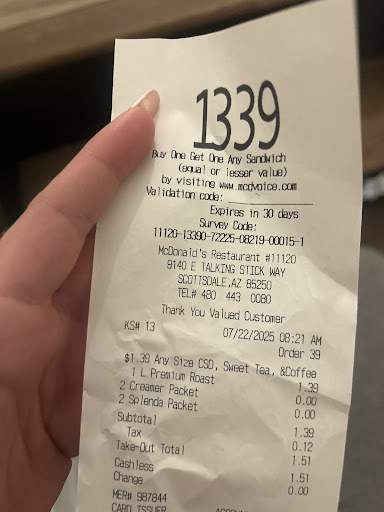 1339
Buy One Get One Any Sandwich
(equal or lesser value)
by visiting www.mcdvoice.com
Validation code:
Expires in 30 days
Survey Code:
11120-13390-72225-08219-00015-1
McDonald's Restaurant #11120
9140 E TALKING STICK WAY
SCOTTSDALE,AZ 85250
TEL# 480 443 0080
Thank You Valued Customer
KS# 13 07/22/2025 08:21 AM
Order 39
$1.39 Any Size CSD, Sweet Tea, &Coffee
1 L Premium Roast 1.39
2 Creamer Packet 0.00
2 Splenda Packet 0.00
Subtotal 1.39
Tax 0.12
Take-Out Total 1.51
Cashless 1.51
Change 0.00
MER# 987844
CARD ISSUER